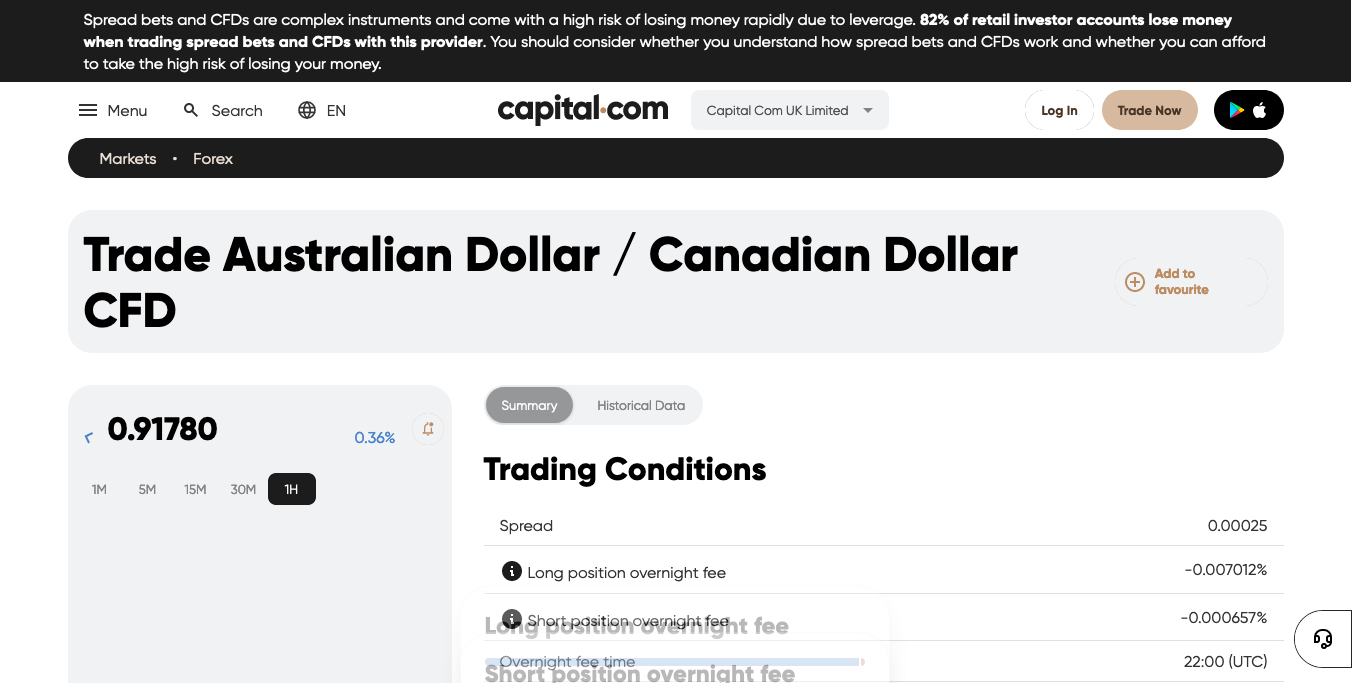 Spread bets and CFDs are complex instruments and come with a high risk of losing money rapidly due to leverage. 82% of retail investor accounts lose money
when trading spread bets and CFDs with this provider. You should consider whether you understand how spread bets and CFDs work and whether you can afford
to take the high risk of losing your money.
Menu Search EN capital.com Capital Com UK Limited Log In Trade Now
Markets • Forex
Trade Australian Dollar / Canadian Dollar
CFD
Add to
favourite
0.91780 0.36%
1M 5M 15M 30M 1H
Summary Historical Data
Trading Conditions
Spread 0.00025
Long position overnight fee -0.007012%
Short position overnight fee -0.000657%
Long position overnight fee
Overnight fee time 22:00 (UTC)
Short position overnight fee